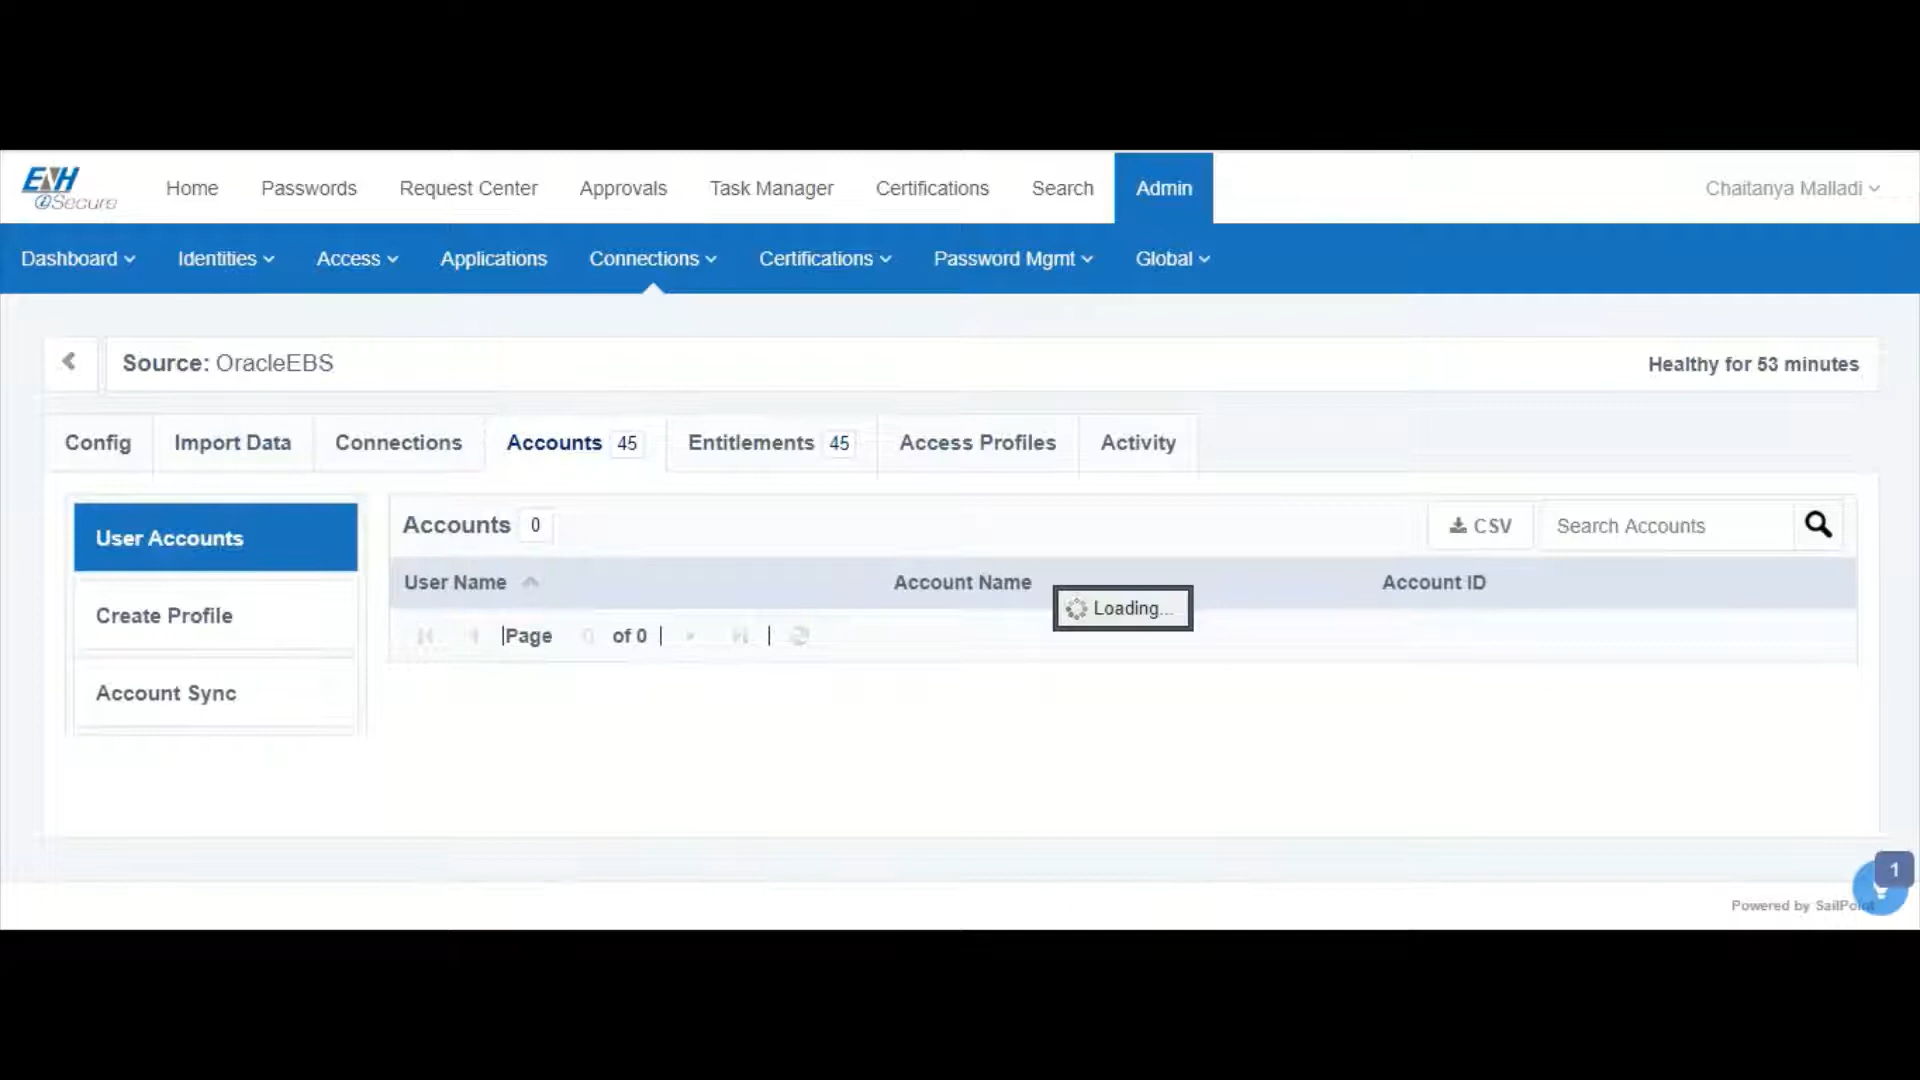 ENH
@Secure
Home Passwords Request Center Approvals Task Manager Certifications Search Admin Chaitanya Malladi
Dashboard Identities Access Applications Connections Certifications Password Mgmt Global
Source: OracleEBS Healthy for 53 minutes
Config Import Data Connections Accounts 45 Entitlements 45 Access Profiles Activity
User Accounts
Create Profile
Account Sync
Accounts 0 CSV Search Accounts
User Name Account Name Account ID
Loading...
|Page 0 of 0 | |
1
Powered by SailPoint